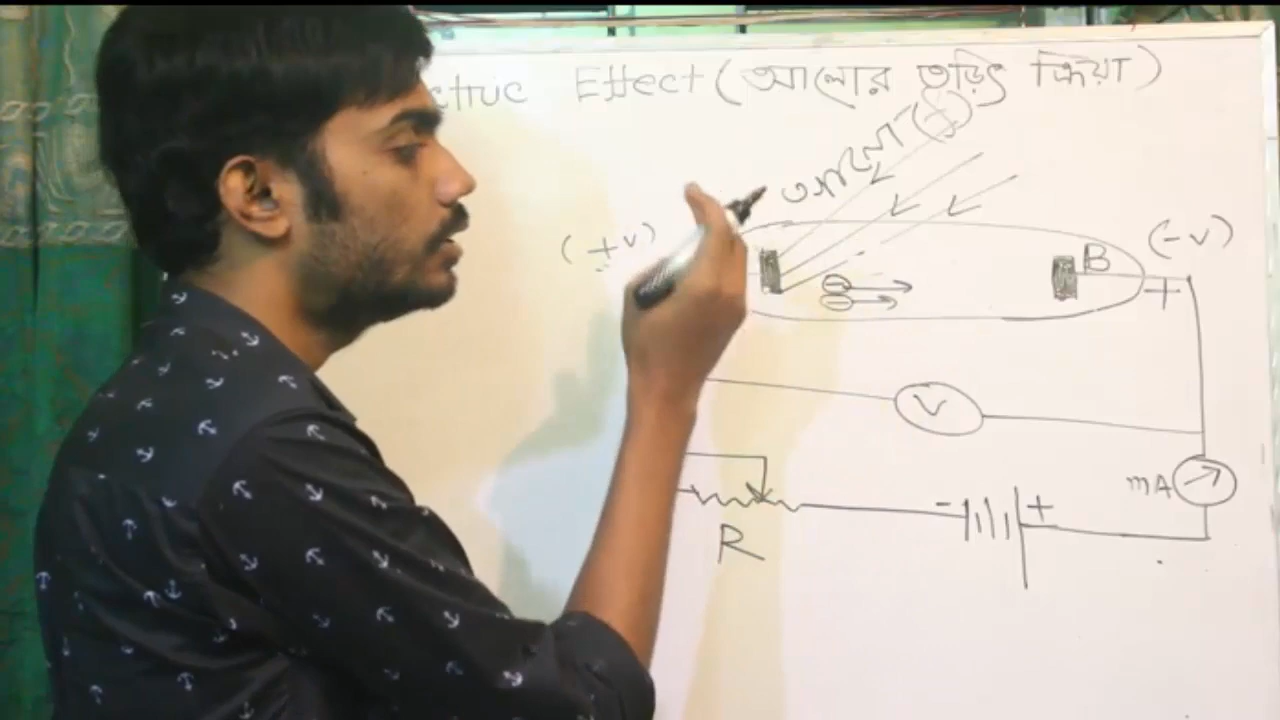 ctric Effect (আলোর তড়িৎ ক্রিয়া)
আলো (f)
(+v)
(-v)
B
+
V
mA
- +
R